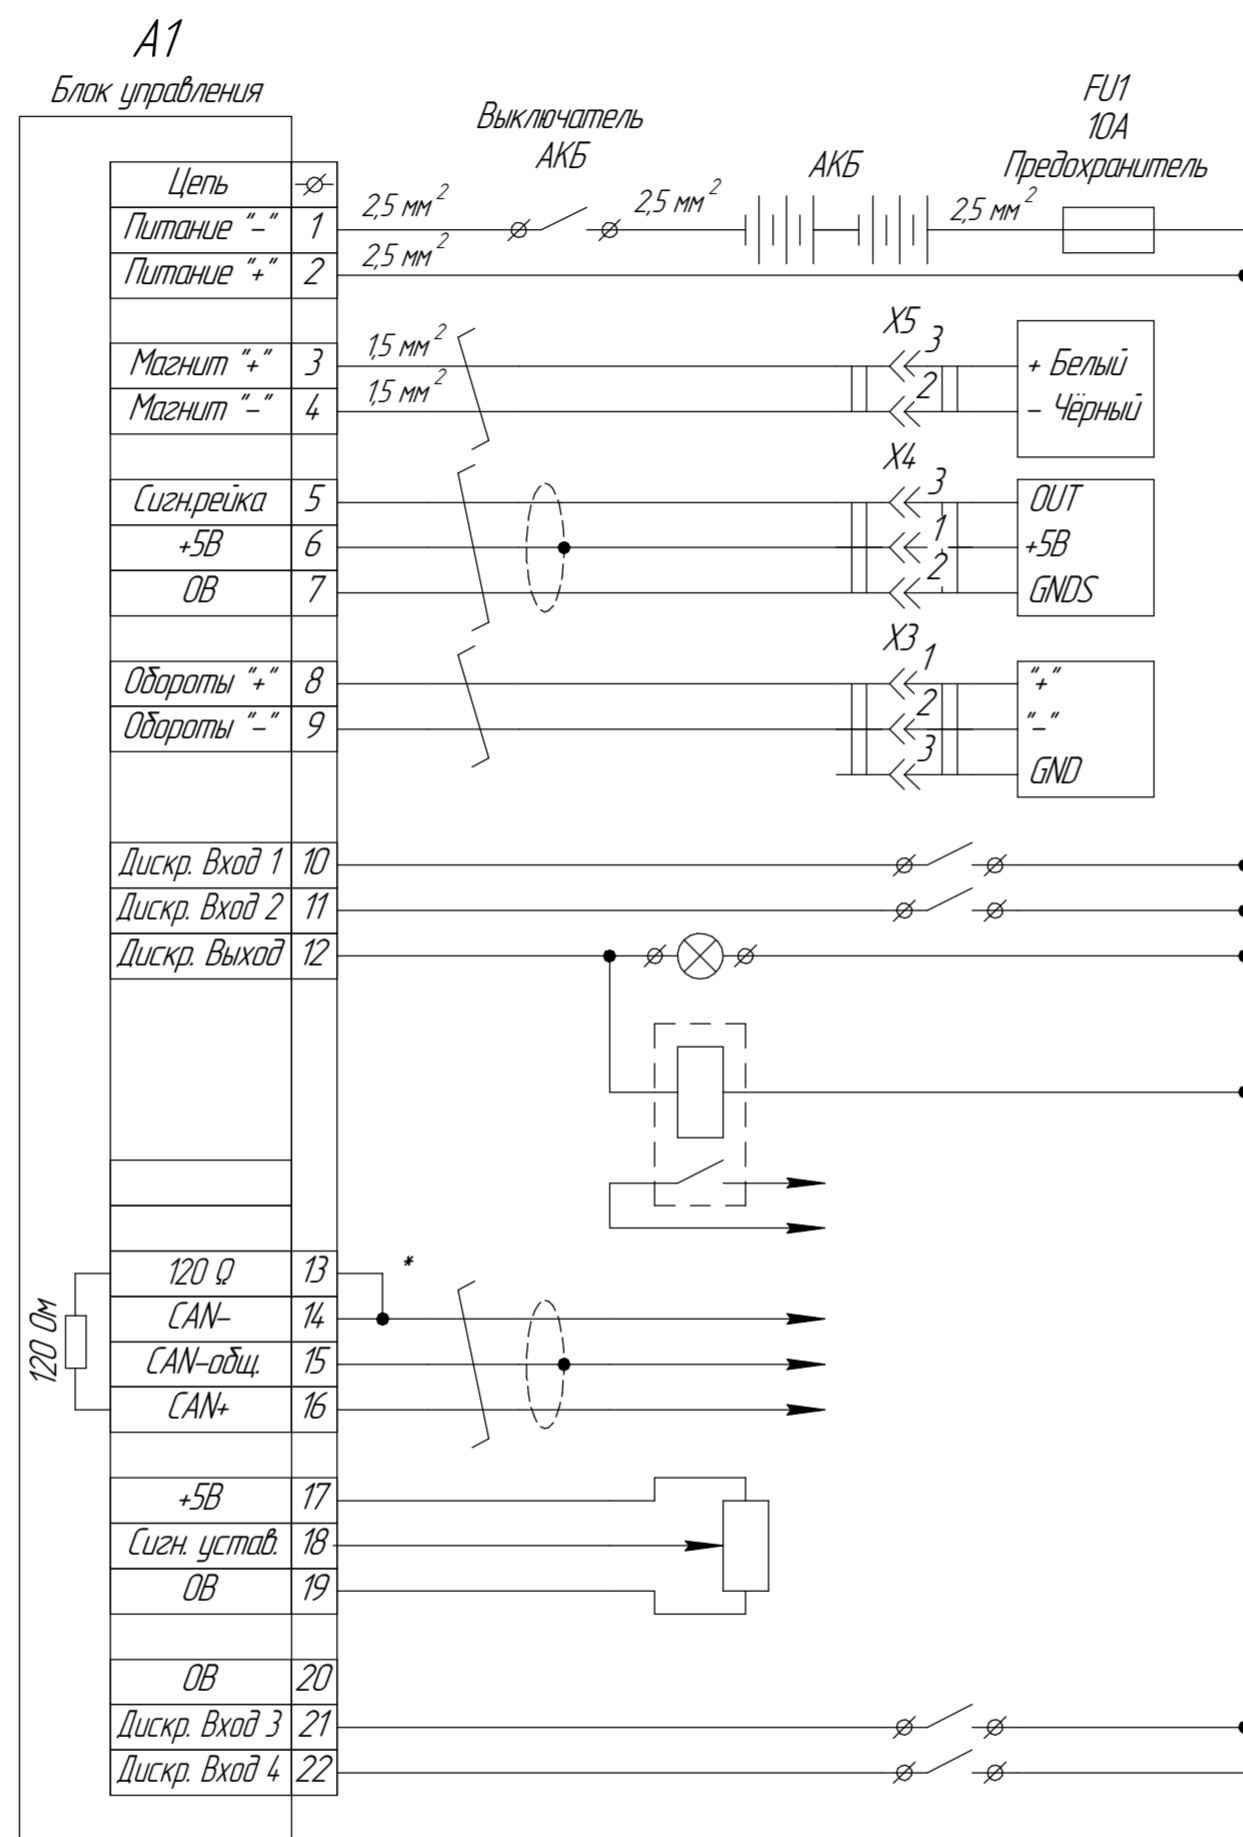 А1
Блок управления
Выключатель
АКБ
АКБ
FU1
10А
Предохранитель
Цепь
Питание "-" 1 2,5 мм² 2,5 мм² 2,5 мм²
Питание "+" 2 2,5 мм²
X5
Магнит "+" 3 1,5 мм² 3 + Белый
Магнит "-" 4 1,5 мм² 2 - Чёрный
X4
Сигн.рейка 5 3 OUT
+5В 6 1 +5В
0В 7 2 GNDS
X3
Обороты "+" 8 1 "+"
Обороты "-" 9 2 "-"
3 GND
Дискр. Вход 1 10
Дискр. Вход 2 11
Дискр. Выход 12
120 Ω 13 *
CAN- 14
CAN-общ. 15
CAN+ 16
120 Ом
+5В 17
Сигн. устав. 18
0В 19
0В 20
Дискр. Вход 3 21
Дискр. Вход 4 22